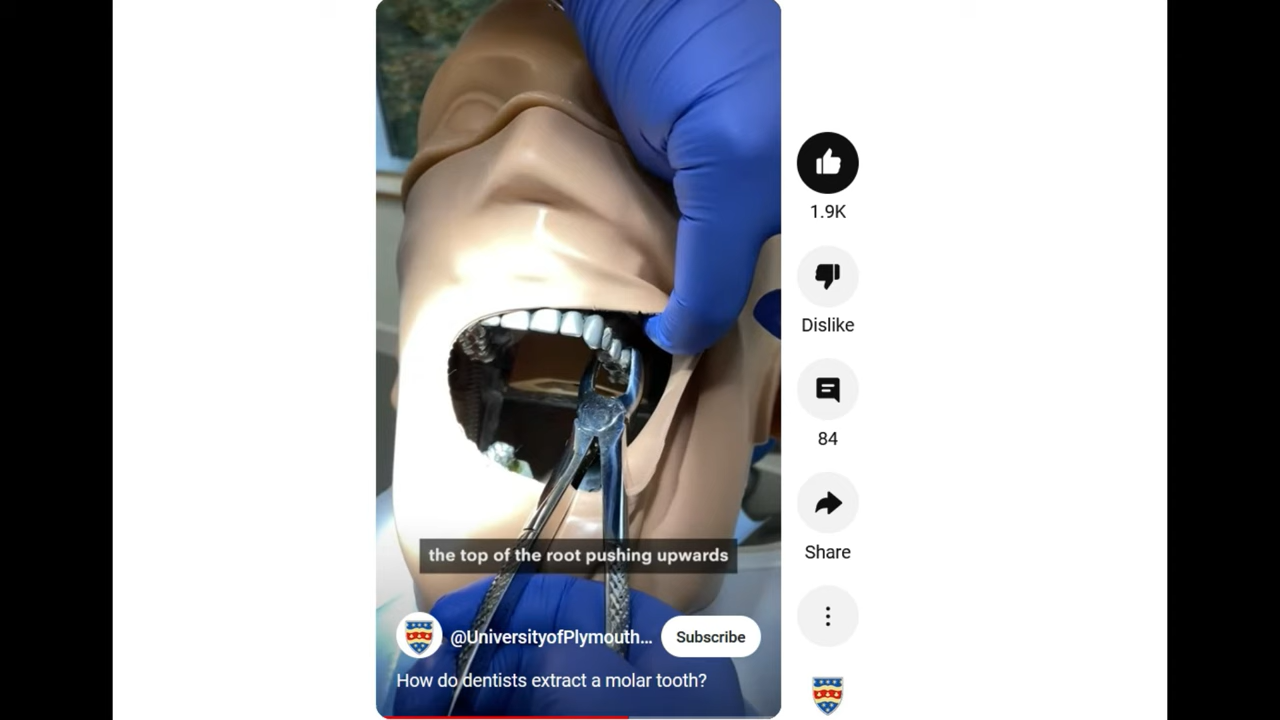 the top of the root pushing upwards
@UniversityofPlymouth...
Subscribe
How do dentists extract a molar tooth?
1.9K
Dislike
84
Share